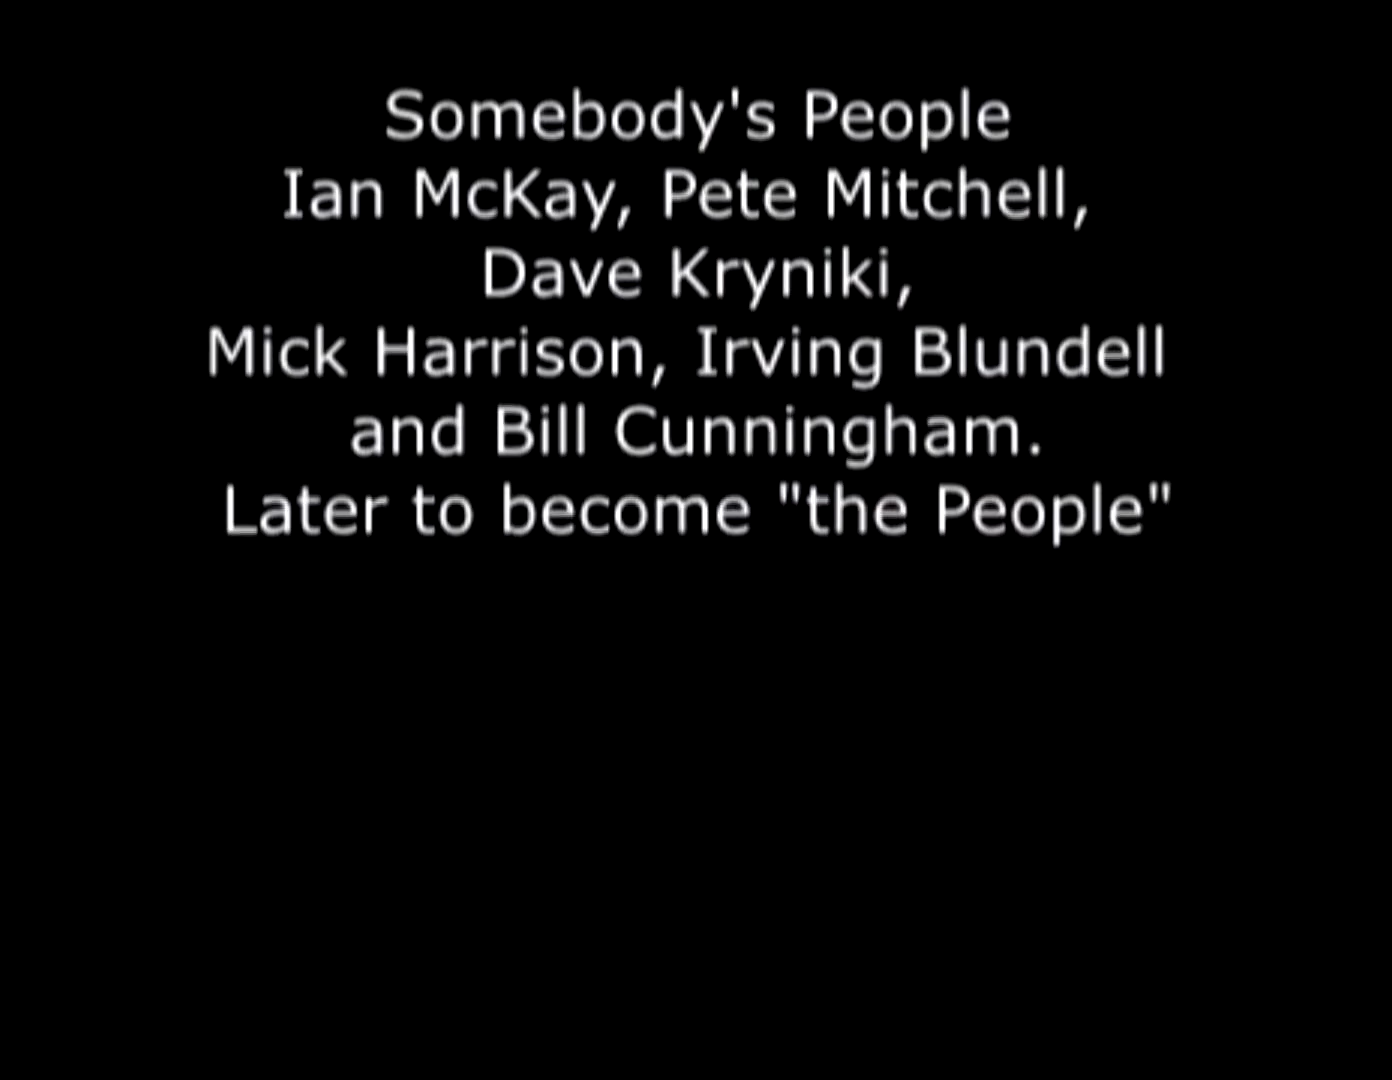 Somebody's People
Ian McKay, Pete Mitchell,
Dave Kryniki,
Mick Harrison, Irving Blundell
and Bill Cunningham.
Later to become "the People"